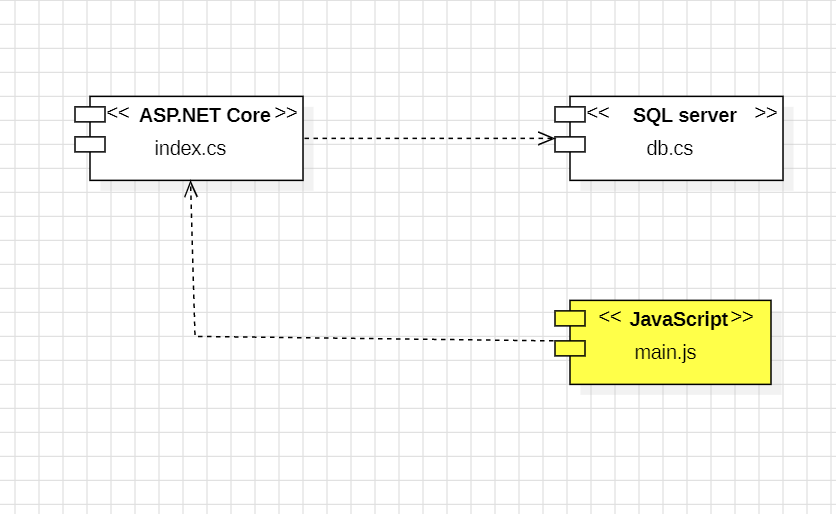 << ASP.NET Core >>
index.cs
<< SQL server >>
db.cs
<< JavaScript >>
main.js